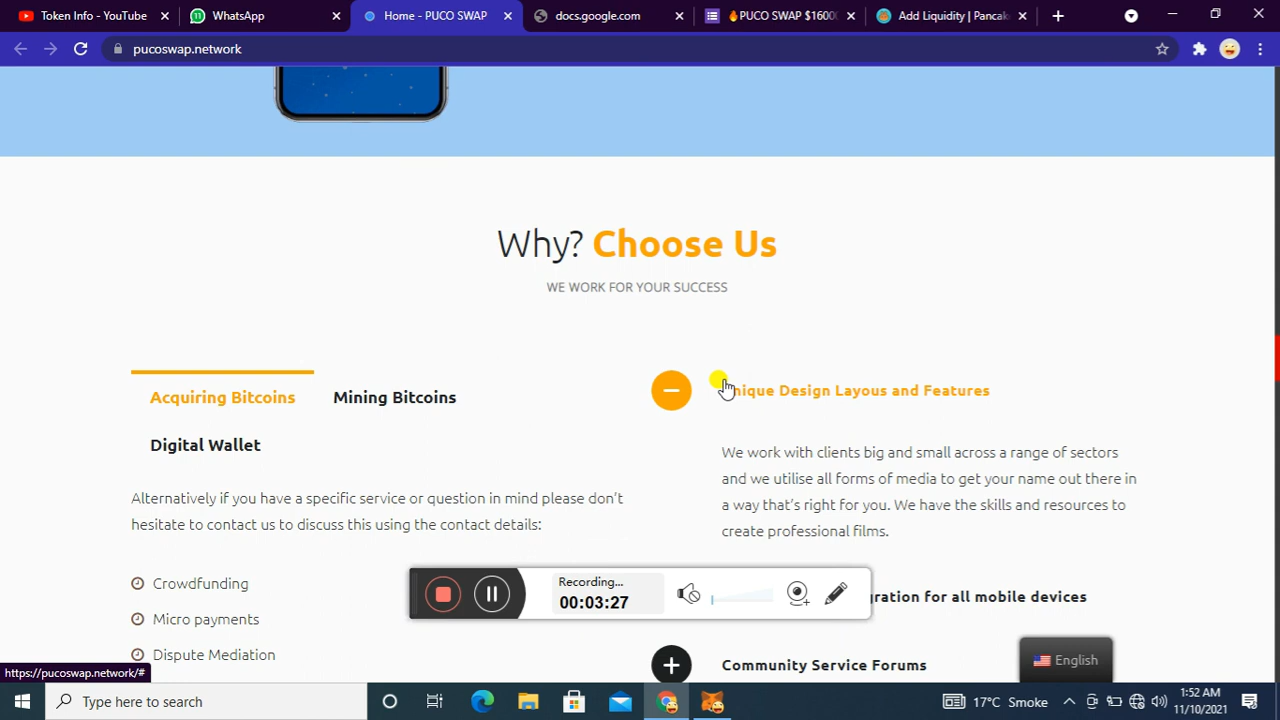 Token Info - YouTube
WhatsApp
Home - PUCO SWAP
docs.google.com
PUCO SWAP $1600
Add Liquidity | Pancak
pucoswap.network
Why? Choose Us
WE WORK FOR YOUR SUCCESS
Acquiring Bitcoins
Mining Bitcoins
Digital Wallet
Alternatively if you have a specific service or question in mind please don't
hesitate to contact us to discuss this using the contact details:
Crowdfunding
Micro payments
Dispute Mediation
nique Design Layous and Features
We work with clients big and small across a range of sectors
and we utilise all forms of media to get your name out there in
a way that's right for you. We have the skills and resources to
create professional films.
gration for all mobile devices
Community Service Forums
Recording...
00:03:27
English
https://pucoswap.network/#
Type here to search
17°C Smoke
1:52 AM
11/10/2021